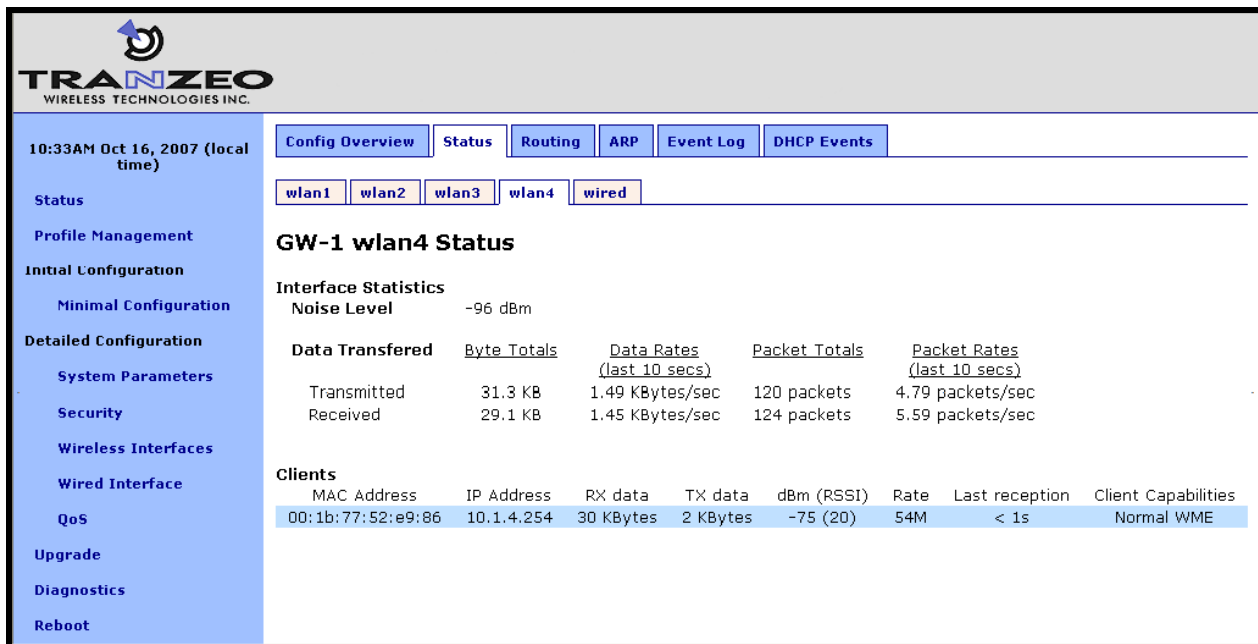 TRANZEO
WIRELESS TECHNOLOGIES INC.
10:33AM Oct 16, 2007 (local
time)
Status
Profile Management
Initial Configuration
Minimal Configuration
Detailed Configuration
System Parameters
Security
Wireless Interfaces
Wired Interface
QoS
Upgrade
Diagnostics
Reboot
Config Overview Status Routing ARP Event Log DHCP Events
wlan1 wlan2 wlan3 wlan4 wired
GW-1 wlan4 Status
Interface Statistics
Noise Level -96 dBm
Data Transfered Byte Totals Data Rates Packet Totals Packet Rates
(last 10 secs) (last 10 secs)
Transmitted 31.3 KB 1.49 KBytes/sec 120 packets 4.79 packets/sec
Received 29.1 KB 1.45 KBytes/sec 124 packets 5.59 packets/sec
Clients
MAC Address IP Address RX data TX data dBm (RSSI) Rate Last reception Client Capabilities
00:1b:77:52:e9:86 10.1.4.254 30 KBytes 2 KBytes -75 (20) 54M < 1s Normal WME